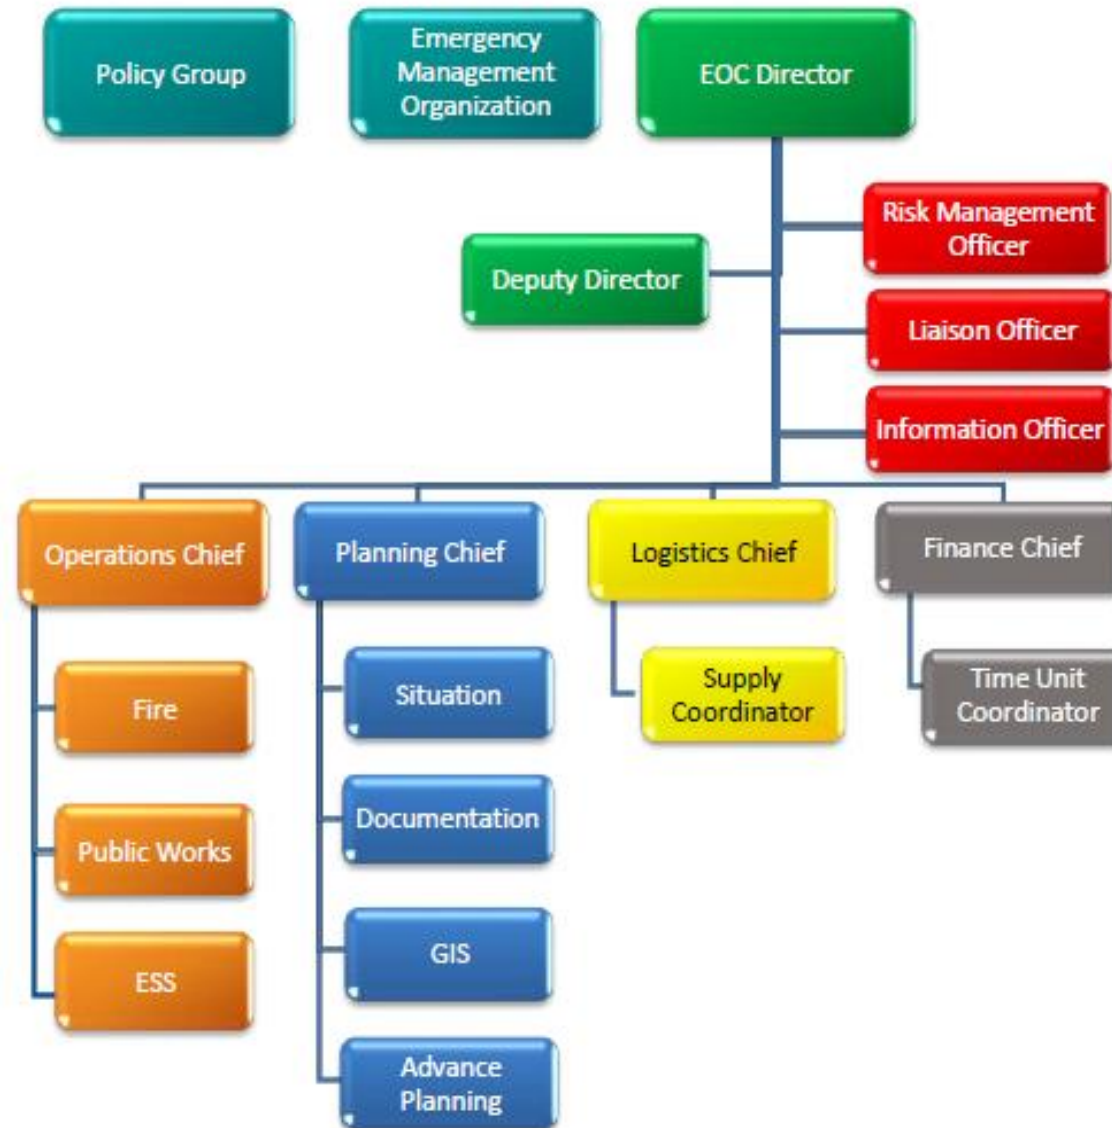 Policy Group
Emergency
Management
Organization
EOC Director
Risk Management
Officer
Deputy Director
Liaison Officer
Information Officer
Operations Chief
Planning Chief
Logistics Chief
Finance Chief
Fire
Public Works
ESS
Situation
Documentation
GIS
Advance
Planning
Supply
Coordinator
Time Unit
Coordinator